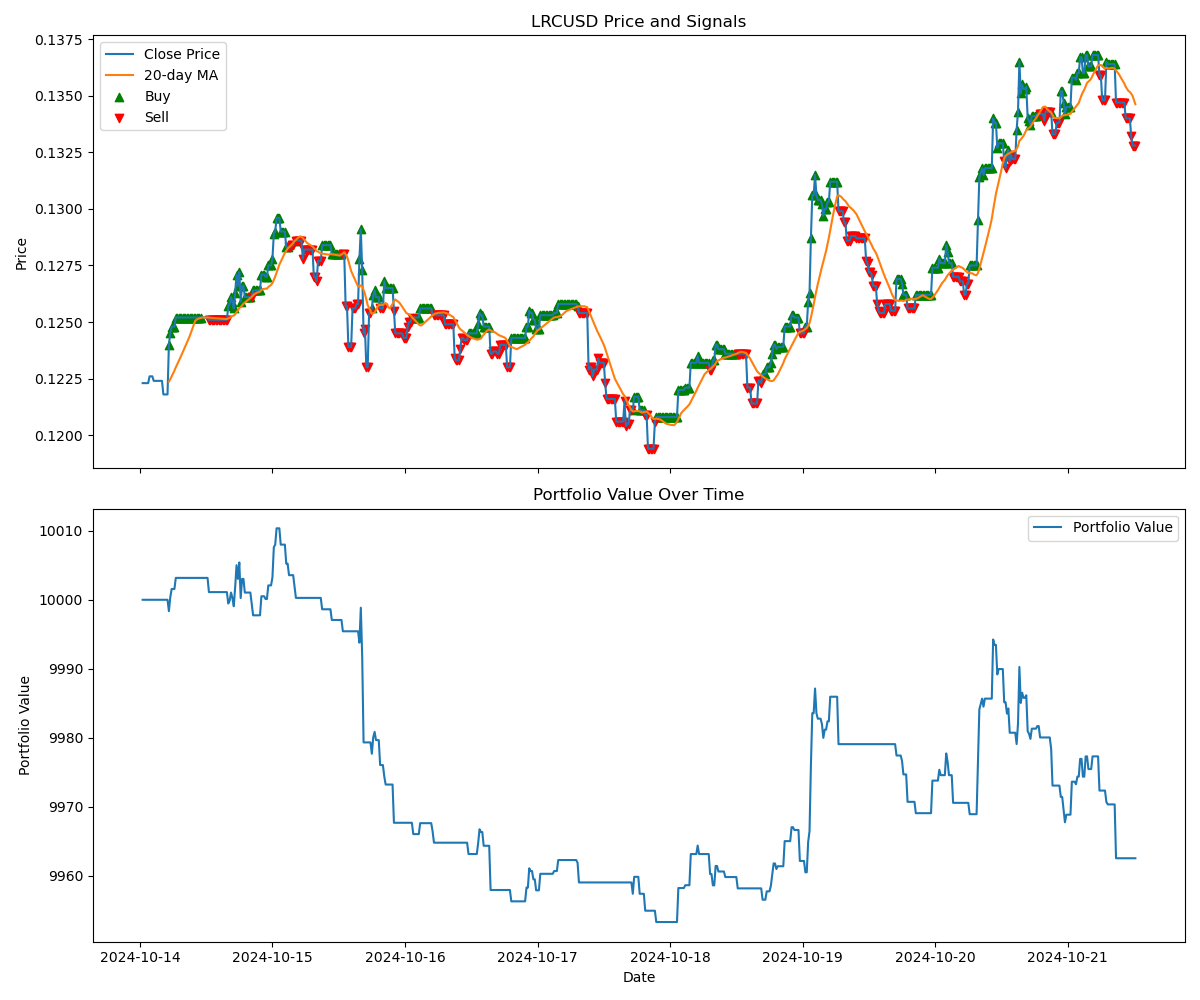 LRCUSD Price and Signals
Close Price
20-day MA
Buy
Sell
Price
0.1375
0.1350
0.1325
0.1300
0.1275
0.1250
0.1225
0.1200
Portfolio Value Over Time
Portfolio Value
Portfolio Value
10010
10000
9990
9980
9970
9960
2024-10-14 2024-10-15 2024-10-16 2024-10-17 2024-10-18 2024-10-19 2024-10-20 2024-10-21
Date